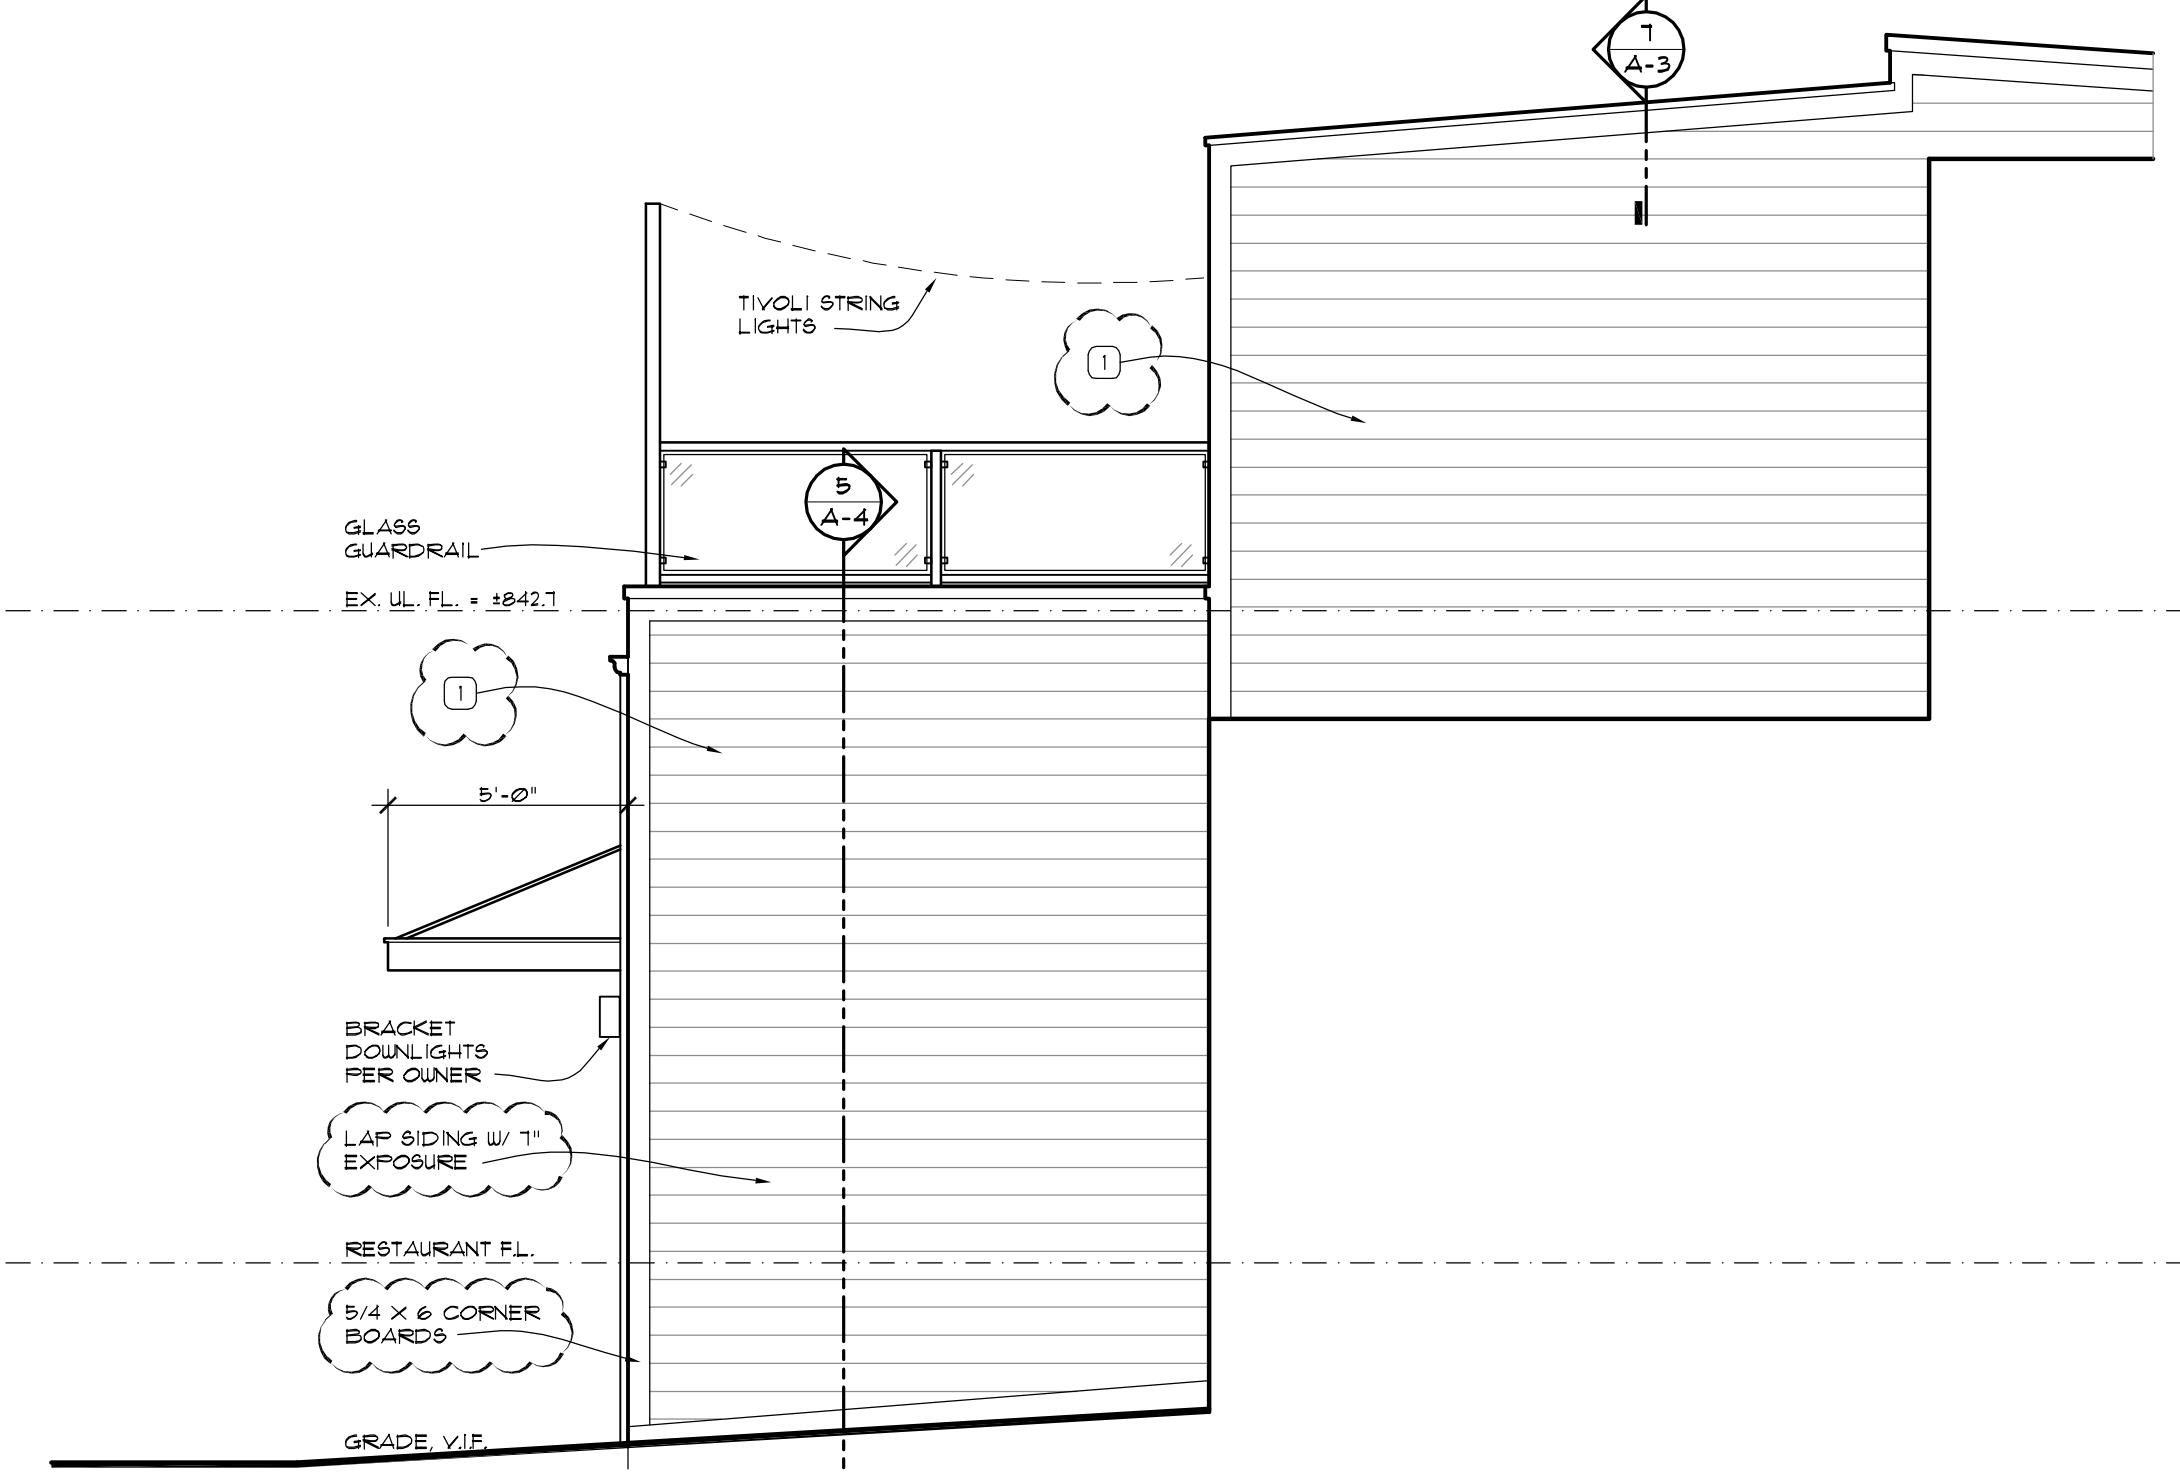 7
A-3
TIVOLI STRING
LIGHTS
1
5
A-4
GLASS
GUARDRAIL
EX. UL. FL. = ±842.7
1
5'-0"
BRACKET
DOWNLIGHTS
PER OWNER
LAP SIDING W/ 7"
EXPOSURE
RESTAURANT F.L.
5/4 X 6 CORNER
BOARDS
GRADE, V.I.F.